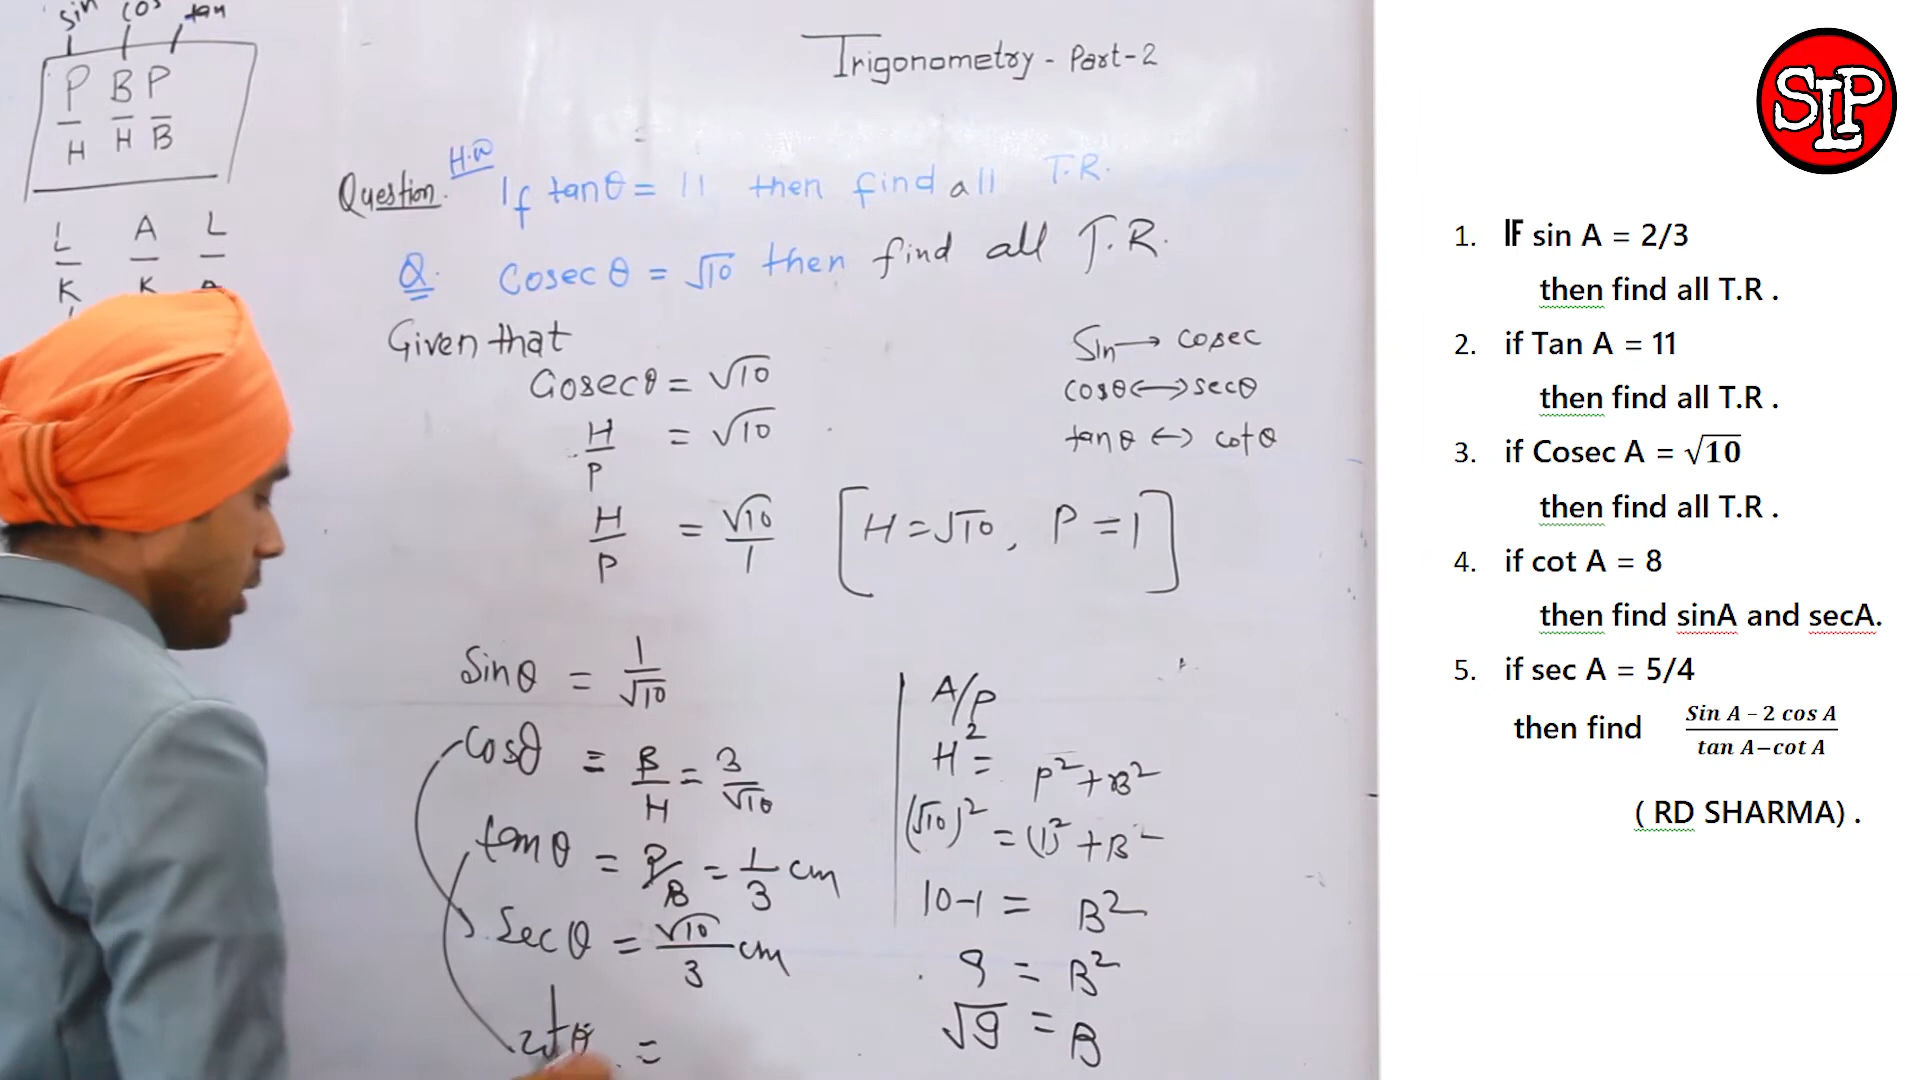 sin cos tan
P B P
H H B
L A L
K K A
Trigonometry - Part-2
H.W
Question. If tanθ = 11 then find all T.R.
Q. Cosec θ = √10 then find all T.R.
Given that
Cosecθ = √10
H/P = √10
H/P = √10/1 [H = √10, P = 1]
Sin → cosec
cosθ ↔ secθ
tanθ ↔ cotθ
Sinθ = 1/√10
Cosθ = B/H = 3/√10
tanθ = P/B = 1/3 cm
Sec θ = √10/3 cm
cotθ =
A/P
H² = P² + B²
(√10)² = (1)² + B²
10-1 = B²
9 = B²
√9 = B
SLP
1. IF sin A = 2/3
then find all T.R .
2. if Tan A = 11
then find all T.R .
3. if Cosec A = √10
then find all T.R .
4. if cot A = 8
then find sinA and secA.
5. if sec A = 5/4
then find Sin A – 2 cos A / tan A – cot A
( RD SHARMA) .